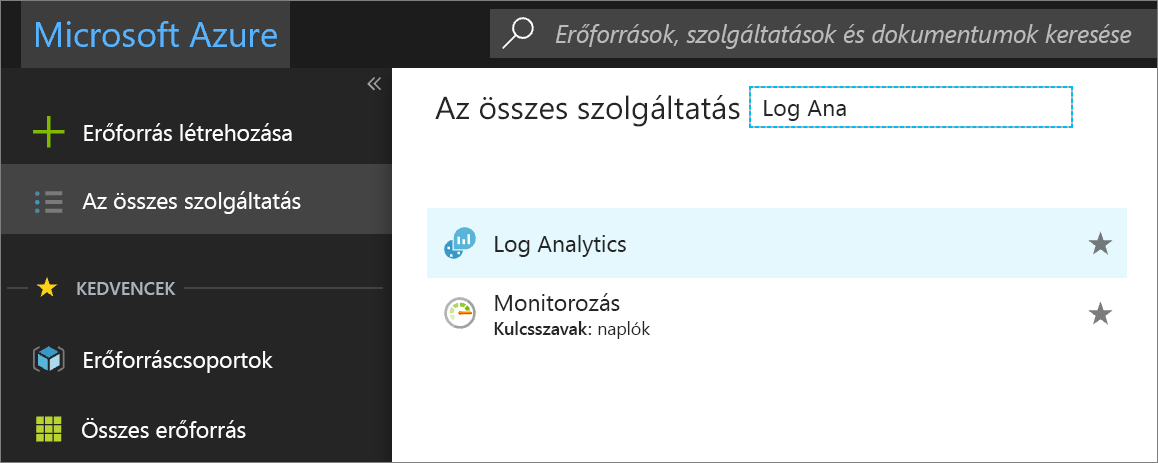 Microsoft Azure
Erőforrások, szolgáltatások és dokumentumok keresése
Erőforrás létrehozása
Az összes szolgáltatás
KEDVENCEK
Erőforráscsoportok
Összes erőforrás
Az összes szolgáltatás
Log Ana
Log Analytics
Monitorozás
Kulcsszavak: naplók